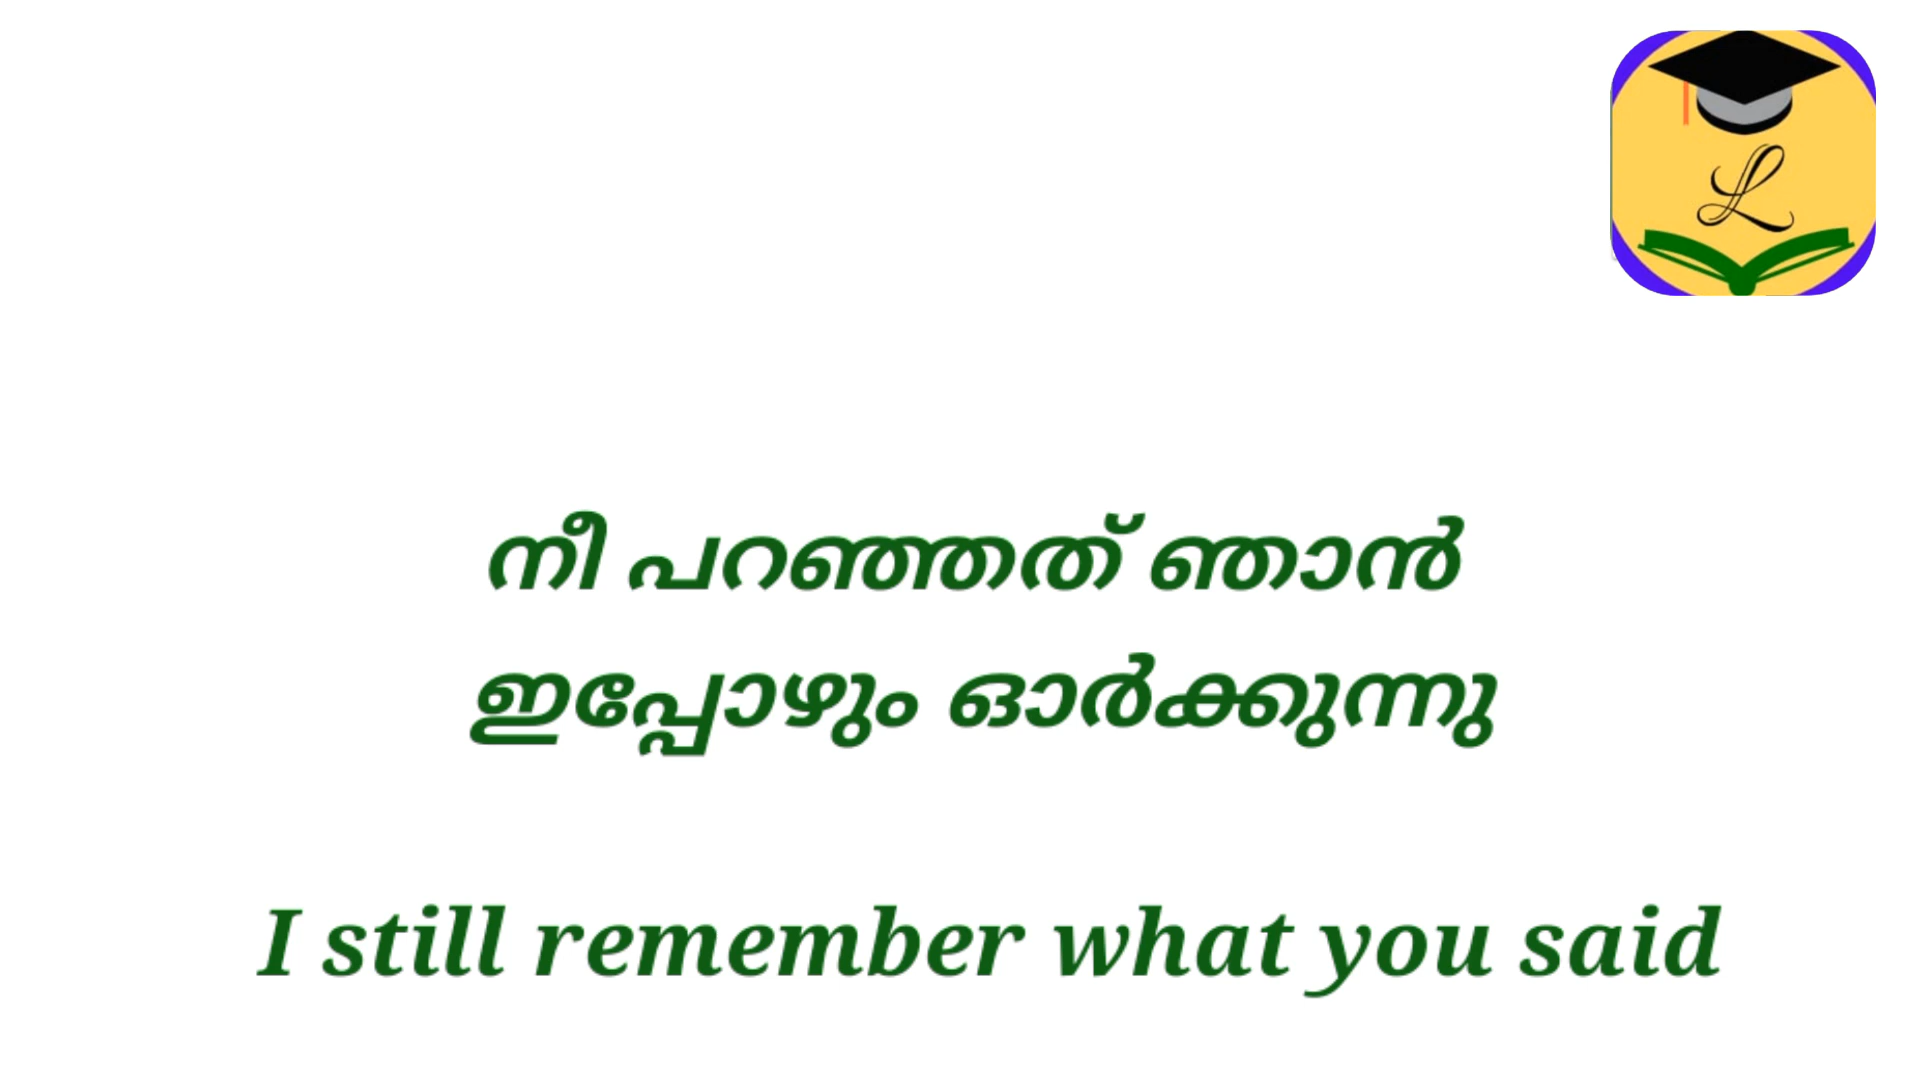 L
നീ പറഞ്ഞത് ഞാൻ
ഇപ്പോഴും ഓർക്കുന്നു
I still remember what you said